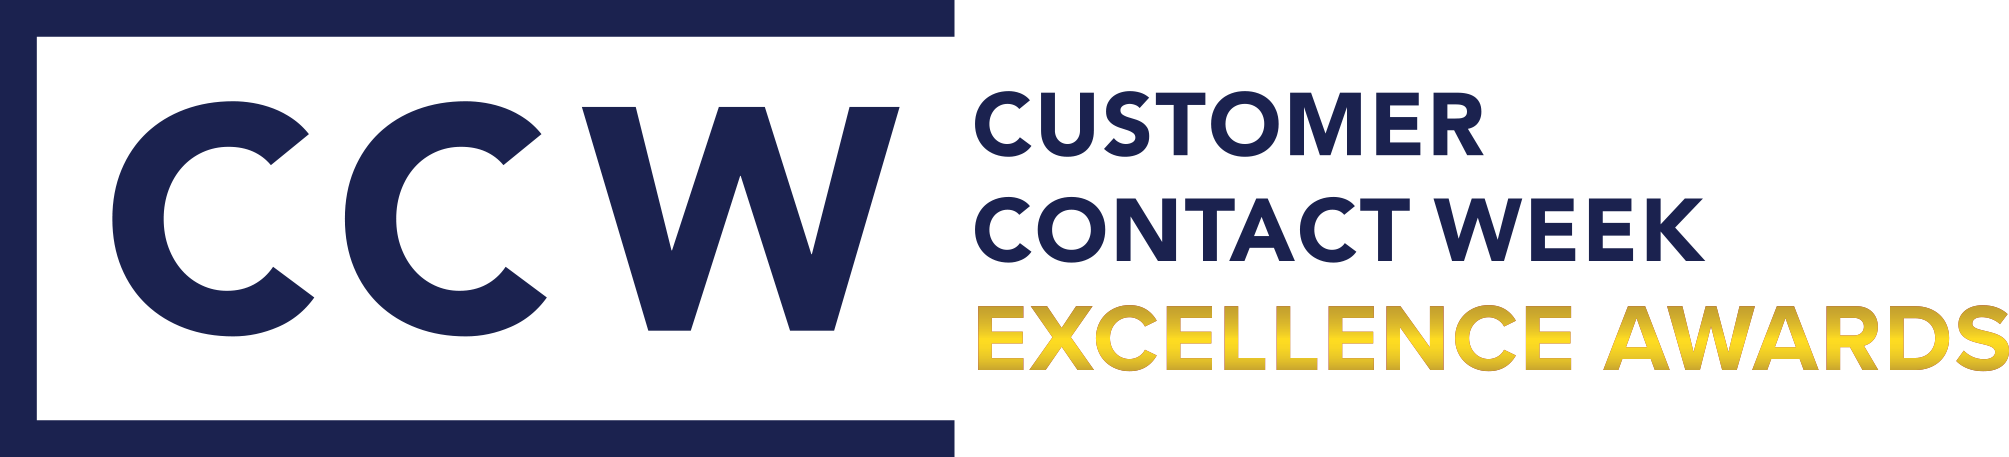 CCW
CUSTOMER
CONTACT WEEK
EXCELLENCE AWARDS